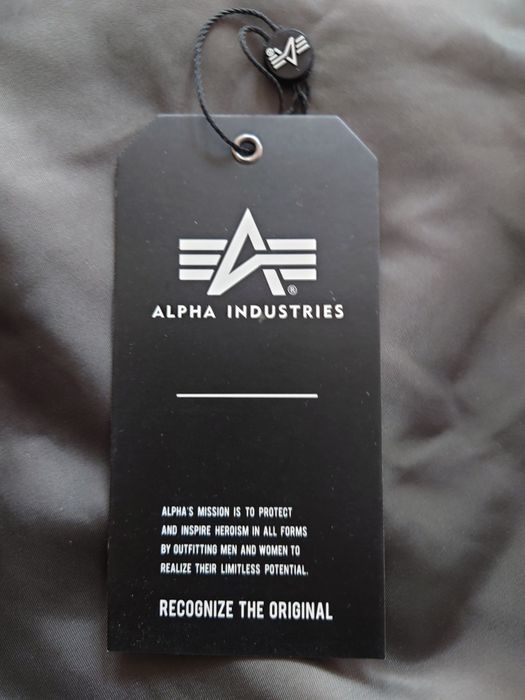 ALPHA INDUSTRIES
ALPHA'S MISSION IS TO PROTECT
AND INSPIRE HEROISM IN ALL FORMS
BY OUTFITTING MEN AND WOMEN TO
REALIZE THEIR LIMITLESS POTENTIAL.
RECOGNIZE THE ORIGINAL